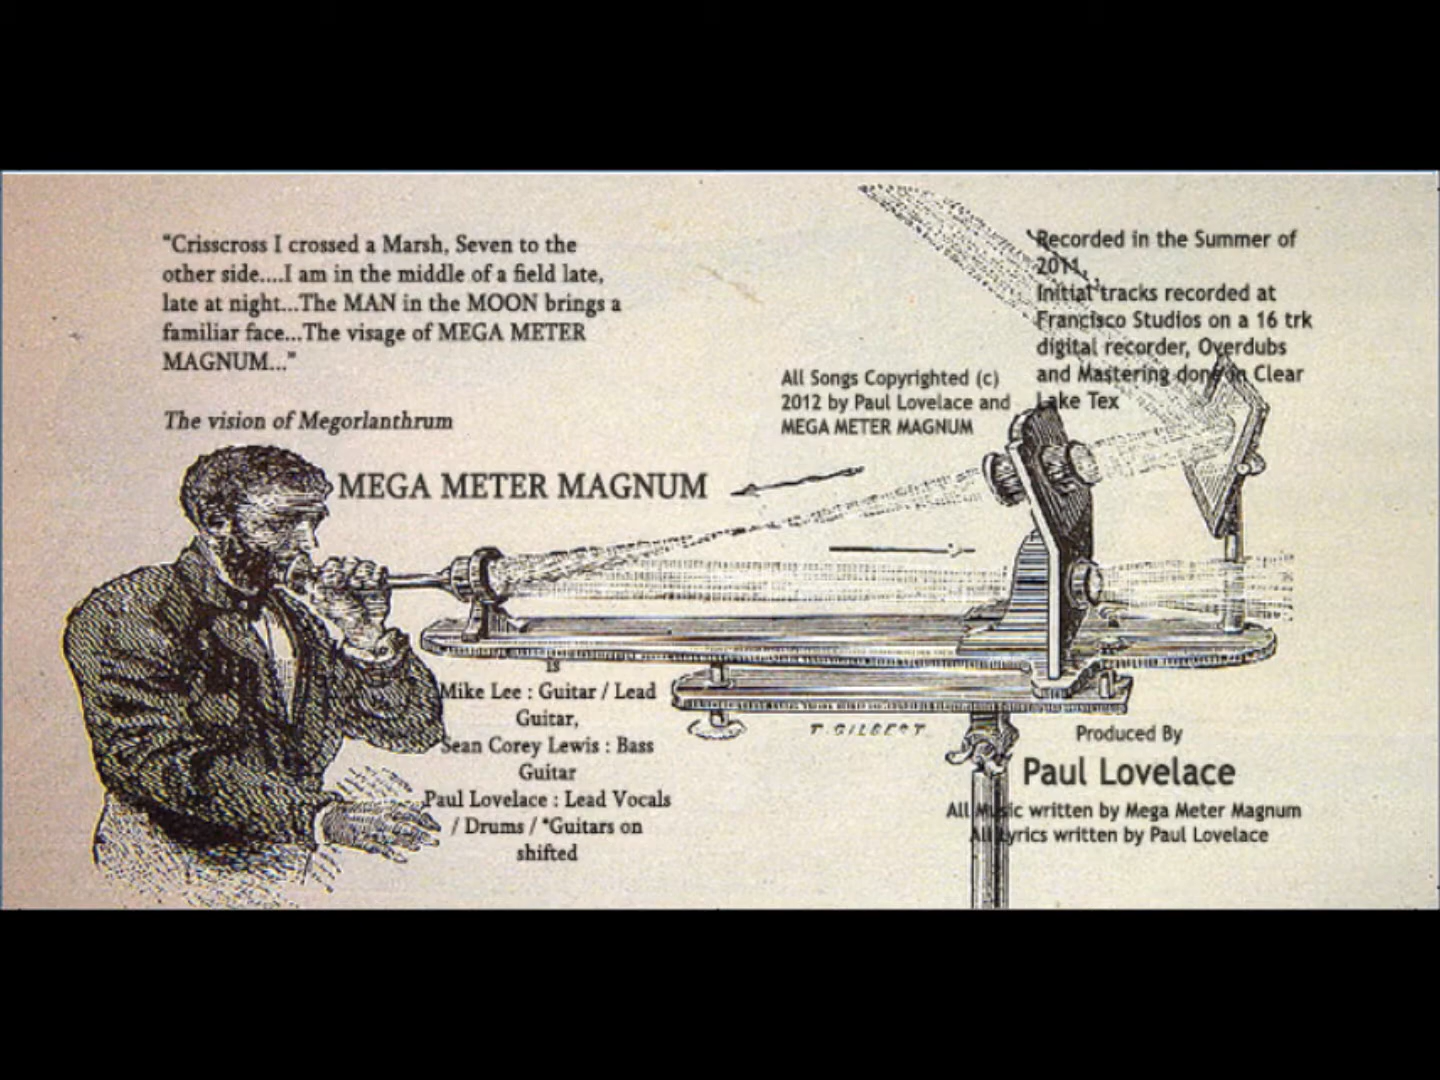 "Crisscross I crossed a Marsh, Seven to the
other side....I am in the middle of a field late,
late at night...The MAN in the MOON brings a
familiar face...The visage of MEGA METER
MAGNUM..."
The vision of Megorlanthrum
MEGA METER MAGNUM
is
Mike Lee : Guitar / Lead
Guitar,
Sean Corey Lewis : Bass
Guitar
Paul Lovelace : Lead Vocals
/ Drums / *Guitars on
shifted
All Songs Copyrighted (c)
2012 by Paul Lovelace and
MEGA METER MAGNUM
Recorded in the Summer of
2011,
Initial tracks recorded at
Francisco Studios on a 16 trk
digital recorder, Overdubs
and Mastering done in Clear
Lake Tex
T. GILBERT
Produced By
Paul Lovelace
All Music written by Mega Meter Magnum
All Lyrics written by Paul Lovelace